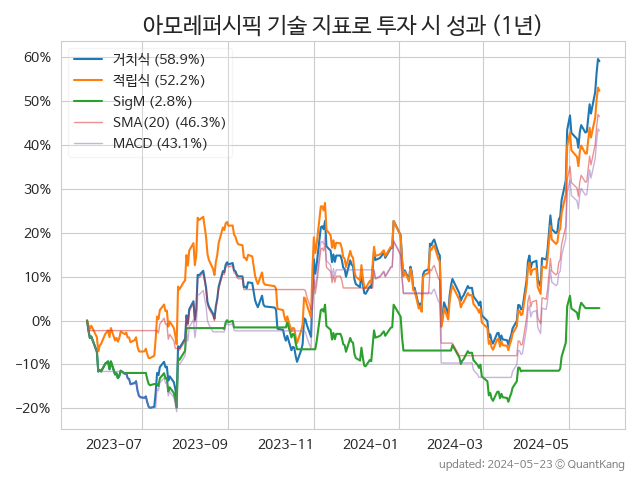 아모레퍼시픽 기술 지표로 투자 시 성과 (1년)
거치식 (58.9%)
적립식 (52.2%)
SigM (2.8%)
SMA(20) (46.3%)
MACD (43.1%)
60%
50%
40%
30%
20%
10%
0%
−10%
−20%
2023-07
2023-09
2023-11
2024-01
2024-03
2024-05
updated: 2024-05-23 © QuantKang